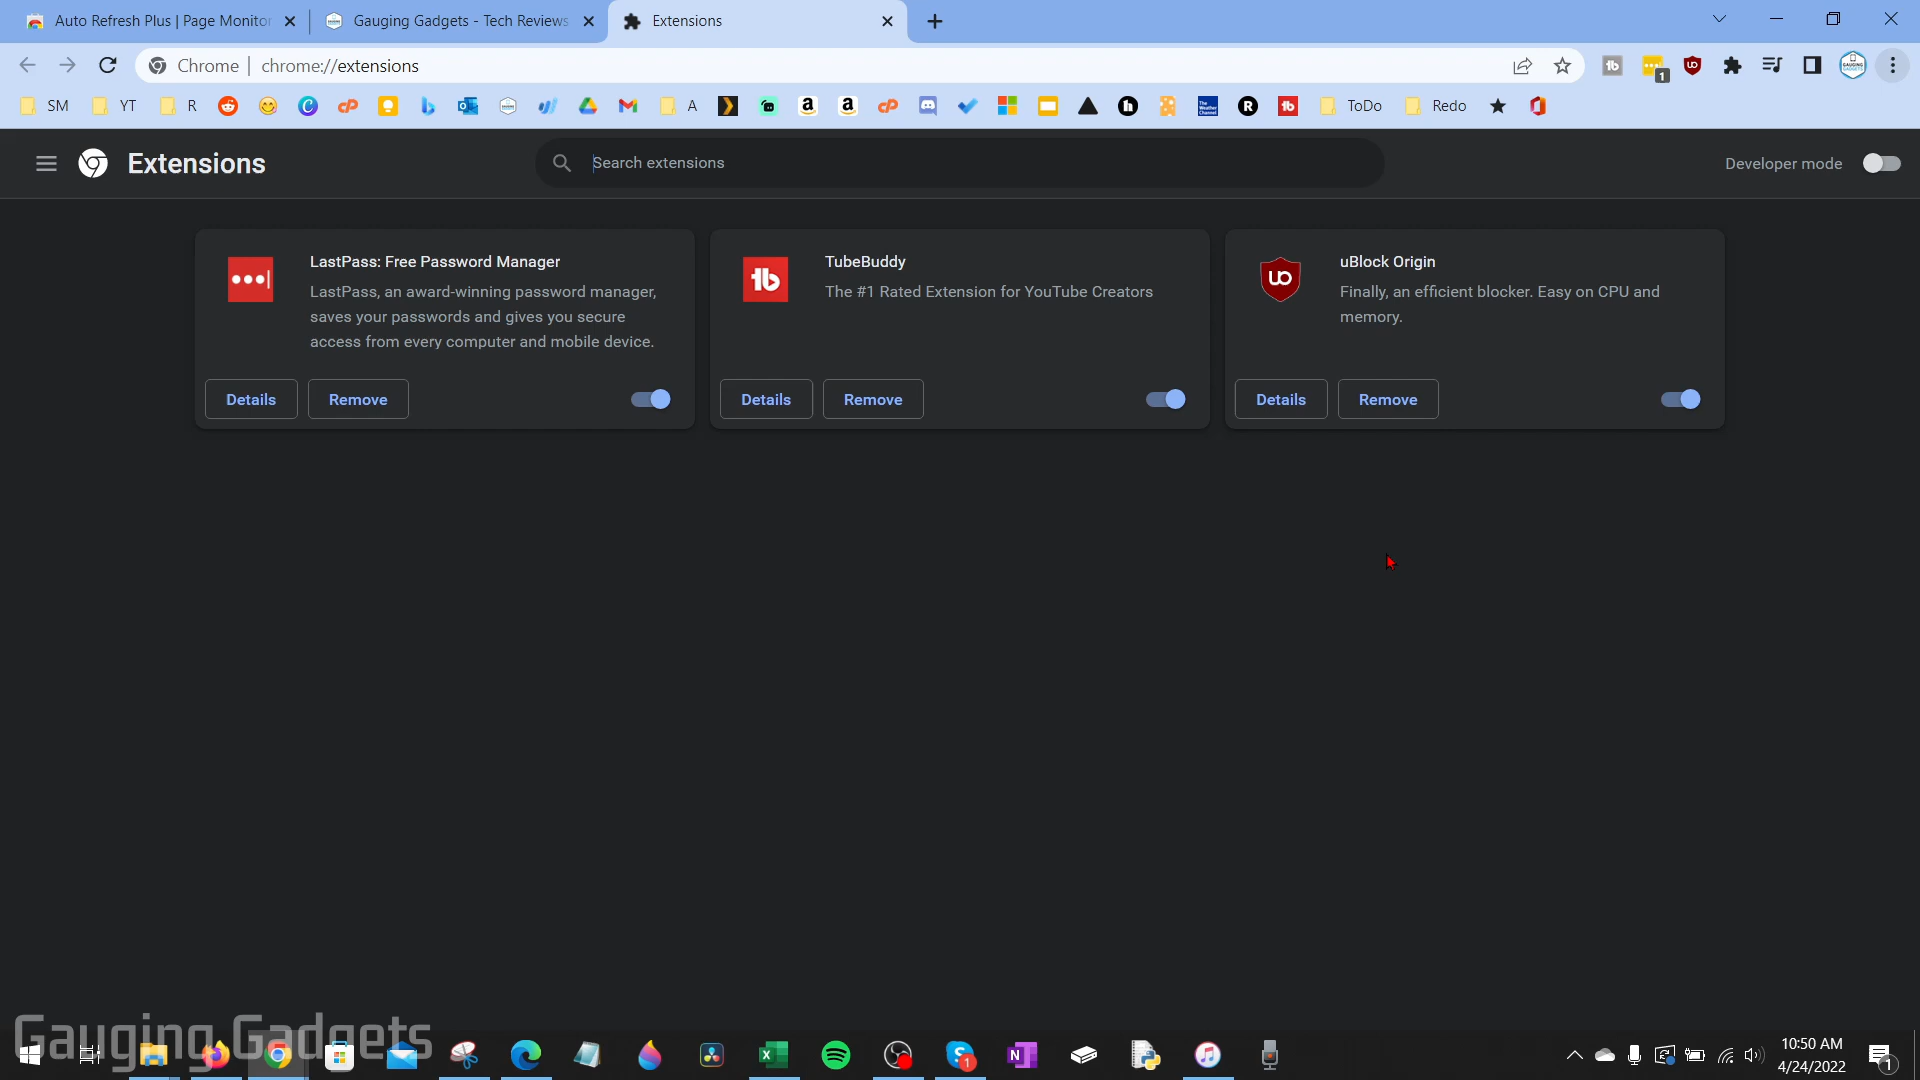 Auto Refresh Plus | Page Monitor
Gauging Gadgets - Tech Reviews
Extensions
Chrome | chrome://extensions
1
SM
YT
R
A
ToDo
Redo
Extensions
Search extensions
Developer mode
LastPass: Free Password Manager
LastPass, an award-winning password manager,
saves your passwords and gives you secure
access from every computer and mobile device.
Details
Remove
TubeBuddy
The #1 Rated Extension for YouTube Creators
Details
Remove
uBlock Origin
Finally, an efficient blocker. Easy on CPU and
memory.
Details
Remove
Gauging Gadgets
10:50 AM
4/24/2022
1